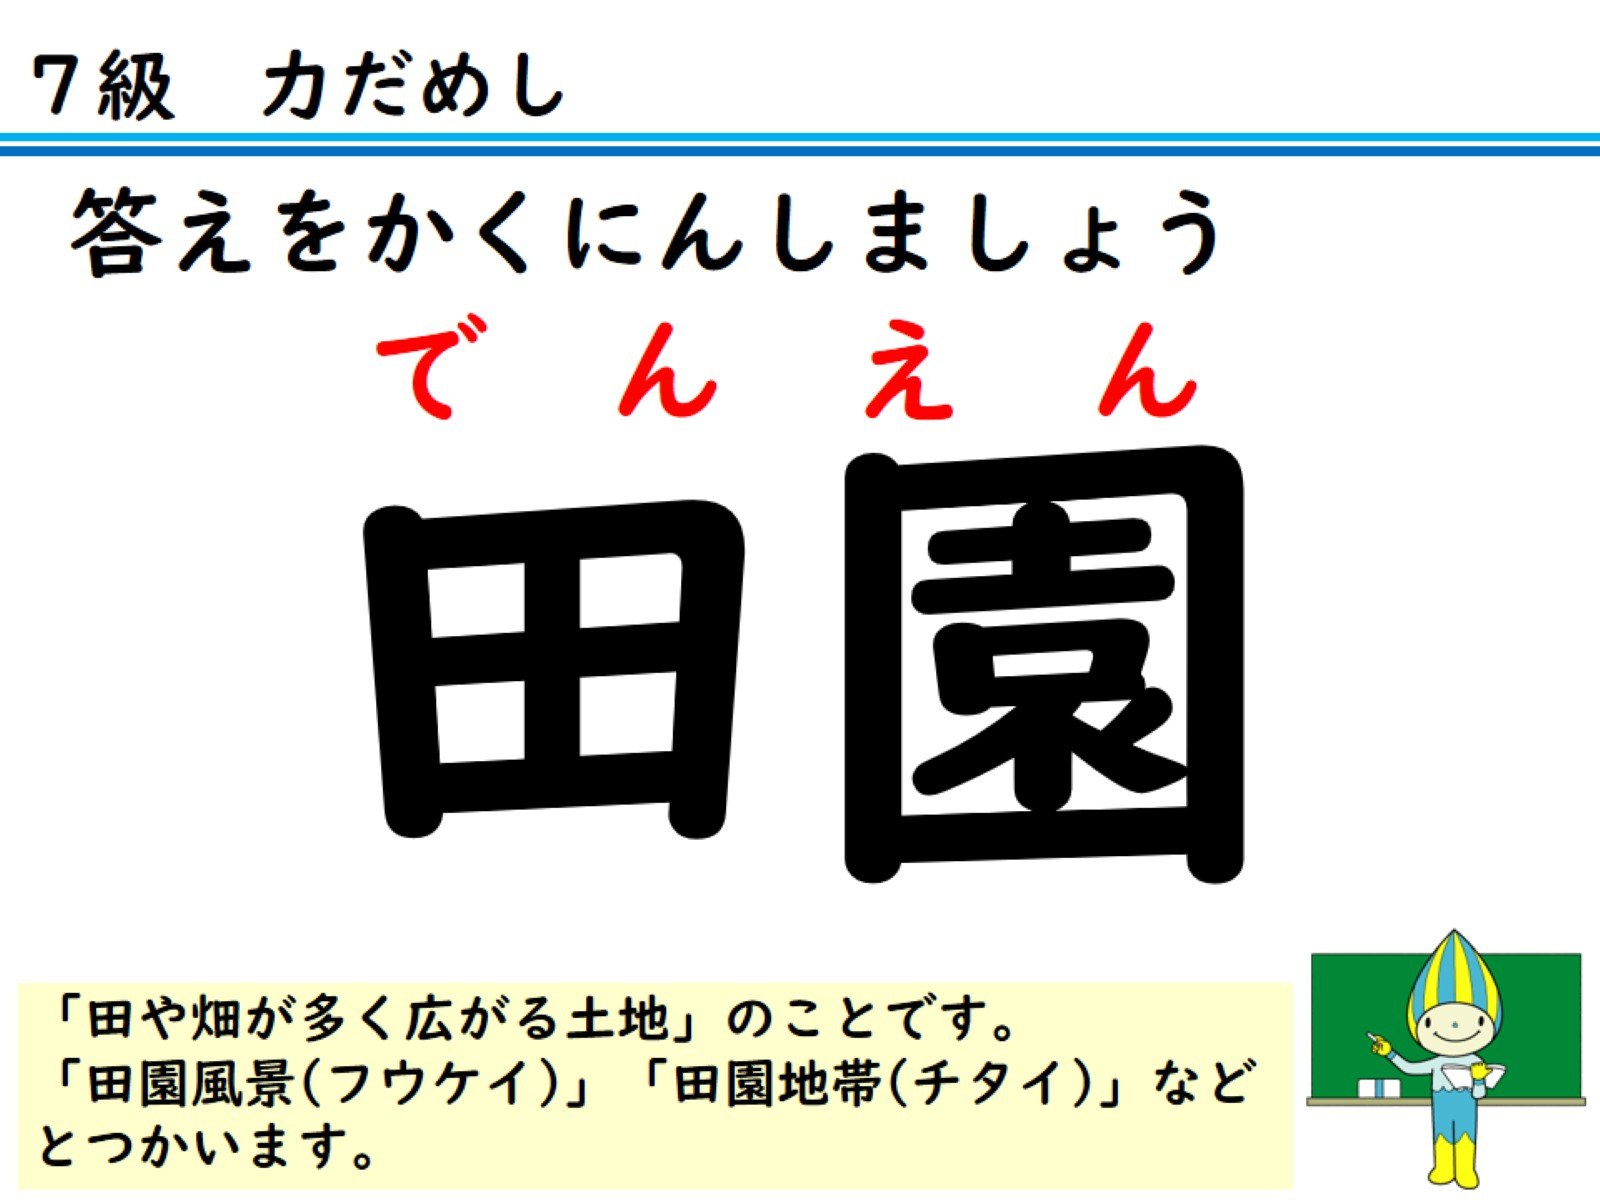 ７級　力だめし
答えをかくにんしましょう
でんえん
田園
「田や畑が多く広がる土地」のことです。
「田園風景(フウケイ)」「田園地帯(チタイ)」など
とつかいます。